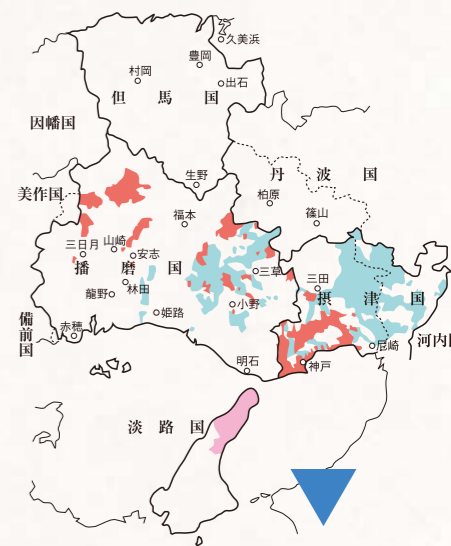 久美浜
豊岡
村岡
出石
但馬国
因幡国
生野
丹波国
美作国
柏原
福本
篠山
三日月
山崎
安志
播磨国
三草
三田
林田
龍野
摂津国
小野
備前国
姫路
赤穂
尼崎
河内
明石
神戸
淡路国